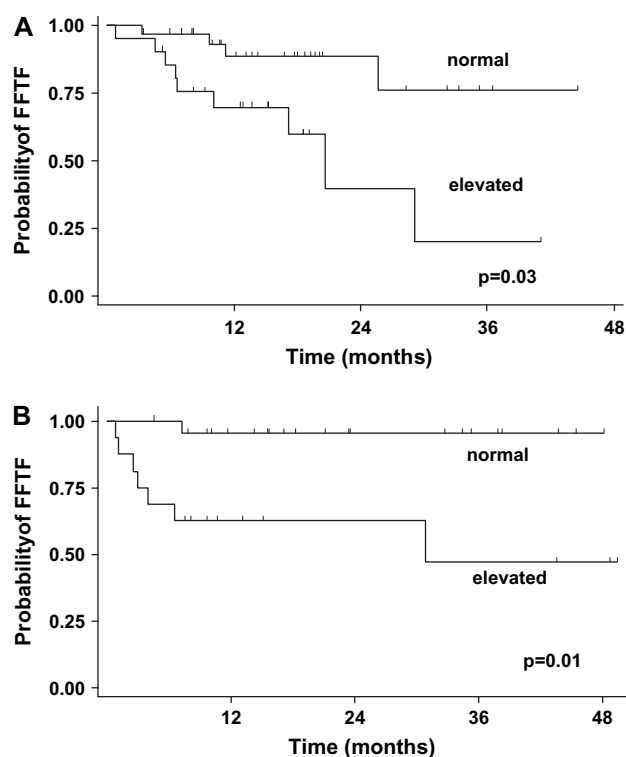 A
Probabilityof FFTF
1.00
0.75
0.50
0.25
0.00
normal
elevated
p=0.03
12 24 36 48
Time (months)
B
Probabilityof FFTF
1.00
0.75
0.50
0.25
0.00
normal
elevated
p=0.01
12 24 36 48
Time (months)